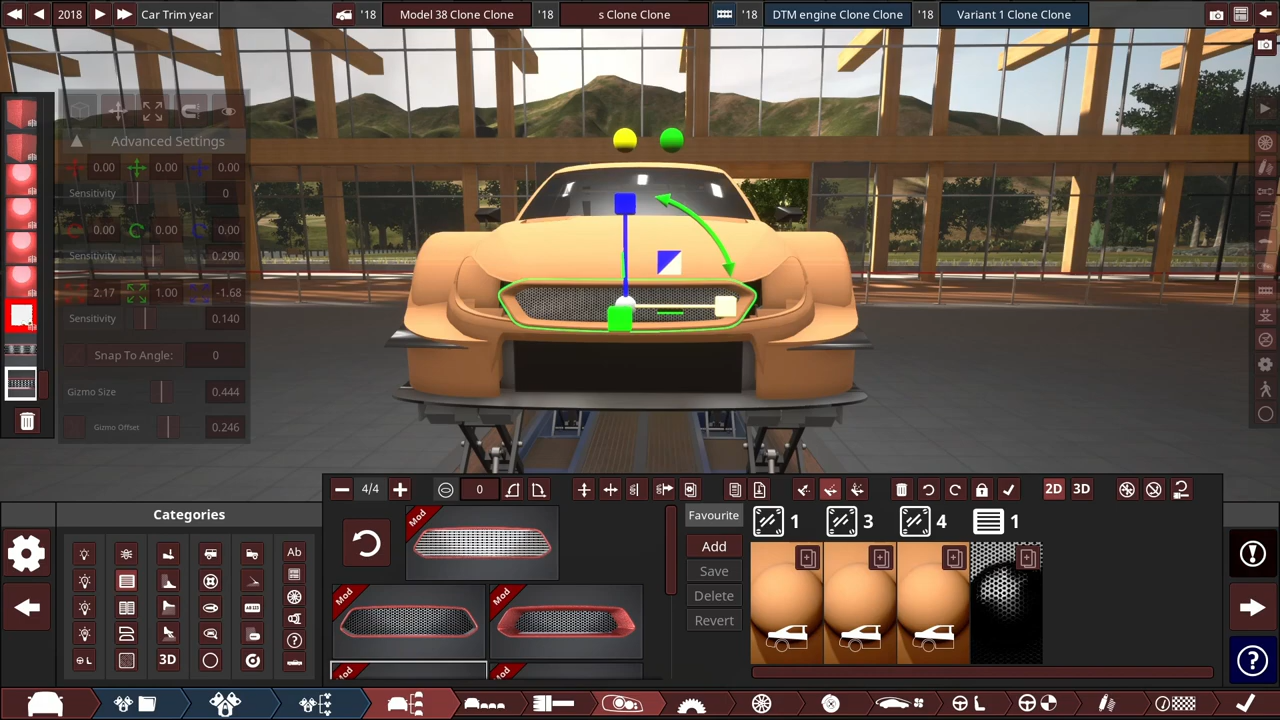 2018 Car Trim year '18 Model 38 Clone Clone '18 s Clone Clone '18 DTM engine Clone Clone '18 Variant 1 Clone Clone
Advanced Settings
0.00 0.00 0.00
Sensitivity 0
0.00 0.00 0.00
Sensitivity 0.290
2.17 1.00 -1.68
Sensitivity 0.140
Snap To Angle: 0
Gizmo Size 0.444
Gizmo Offset 0.246
4/4 0 2D 3D
Categories
Ab
3D
L
Mod
Mod
Mod
Mod
Mod
Favourite
Add
Save
Delete
Revert
1 3 4 1